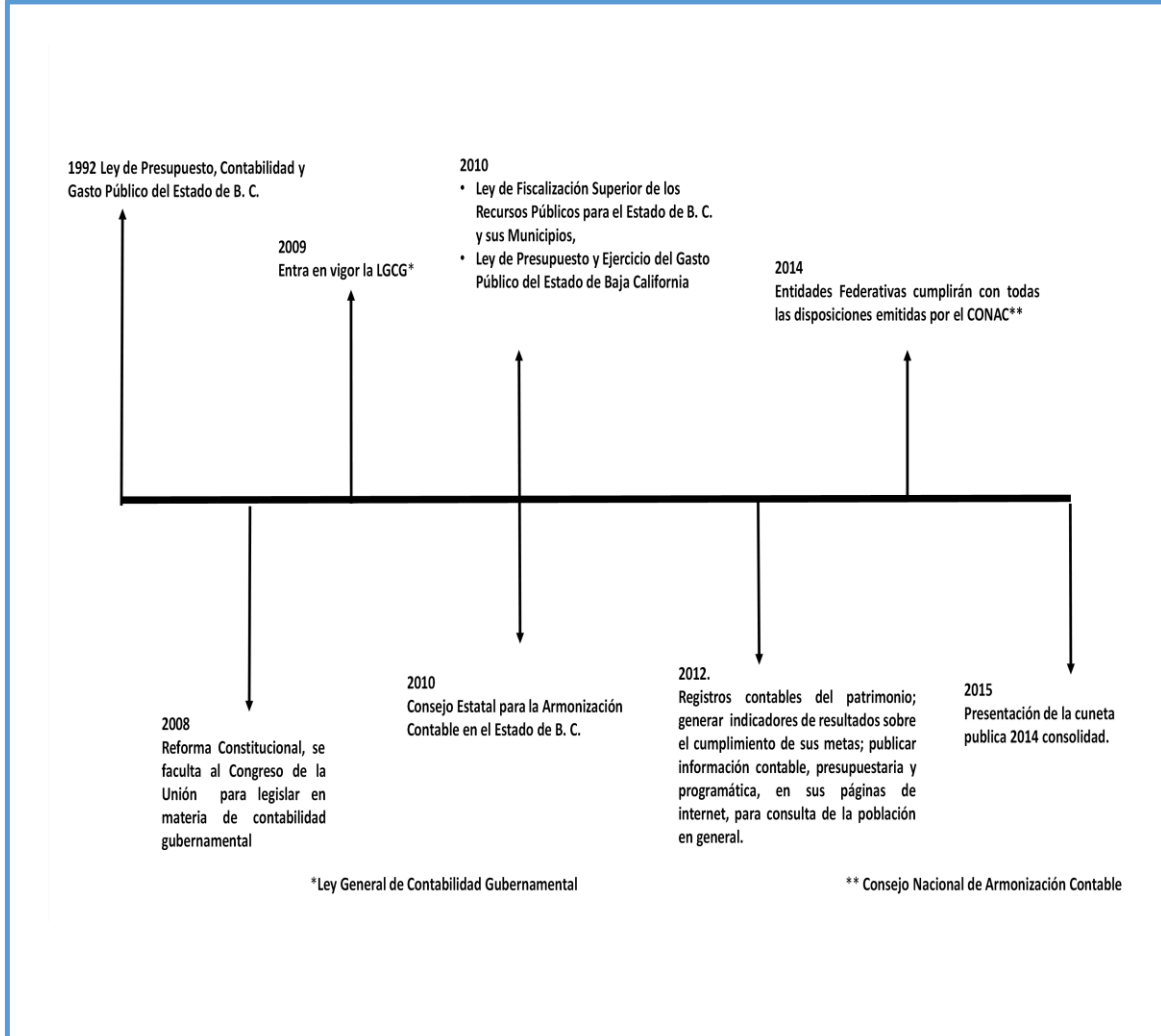 1992 Ley de Presupuesto, Contabilidad y
Gasto Público del Estado de B. C.
2009
Entra en vigor la LGCG*
2010
• Ley de Fiscalización Superior de los
Recursos Públicos para el Estado de B. C.
y sus Municipios,
• Ley de Presupuesto y Ejercicio del Gasto
Público del Estado de Baja California
2014
Entidades Federativas cumplirán con todas
las disposiciones emitidas por el CONAC**
2008
Reforma Constitucional, se
faculta al Congreso de la
Unión para legislar en
materia de contabilidad
gubernamental
2010
Consejo Estatal para la Armonización
Contable en el Estado de B. C.
2012.
Registros contables del patrimonio;
generar indicadores de resultados sobre
el cumplimiento de sus metas; publicar
información contable, presupuestaria y
programática, en sus páginas de
internet, para consulta de la población
en general.
2015
Presentación de la cuneta
publica 2014 consolidad.
*Ley General de Contabilidad Gubernamental
** Consejo Nacional de Armonización Contable